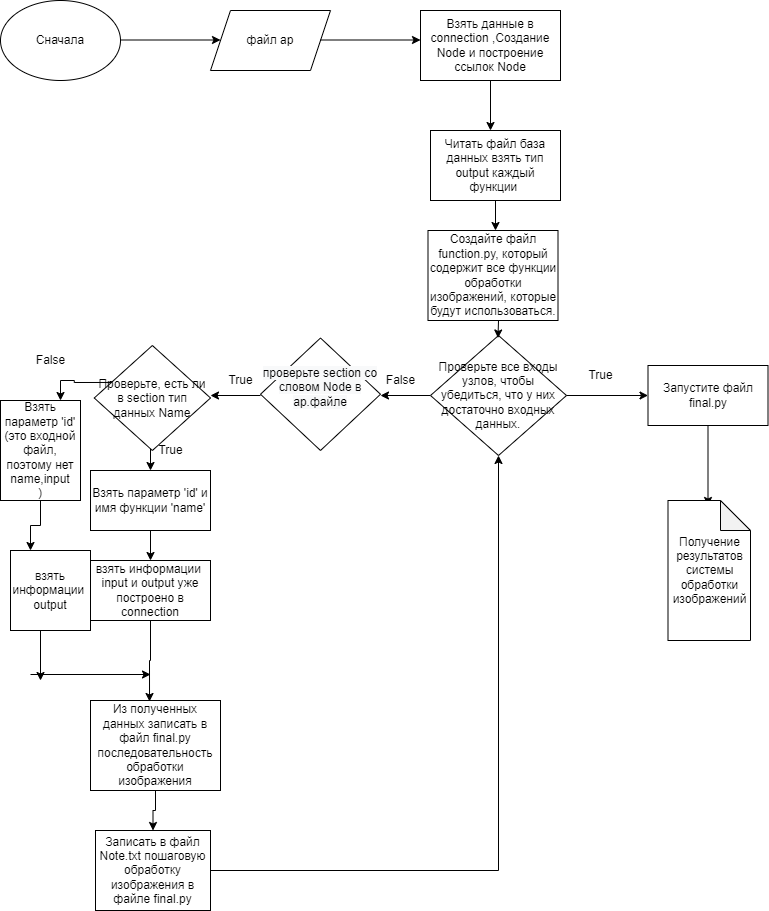 Сначала
файл ap
Взять данные в
connection ,Создание
Node и построение
ссылок Node
Читать файл база
данных взять тип
output каждый
функции
Создайте файл
function.py, который
содержит все функции
обработки
изображений, которые
будут использоваться.
Проверьте все входы
узлов, чтобы
убедиться, что у них
достаточно входных
данных.
True
Запустите файл
final.py
Получение
результатов
системы
обработки
изображений
False
проверьте section со
словом Node в
ap.файле
True
Проверьте, есть ли
в section тип
данных Name
False
Взять
параметр 'id'
(это входной
файл,
поэтому нет
name,input
)
взять
информации
output
True
Взять параметр 'id' и
имя функции 'name'
взять информации
input и output уже
построено в
connection
Из полученных
данных записать в
файл final.py
последовательность
обработки
изображения
Записать в файл
Note.txt пошаговую
обработку
изображения в
файле final.py